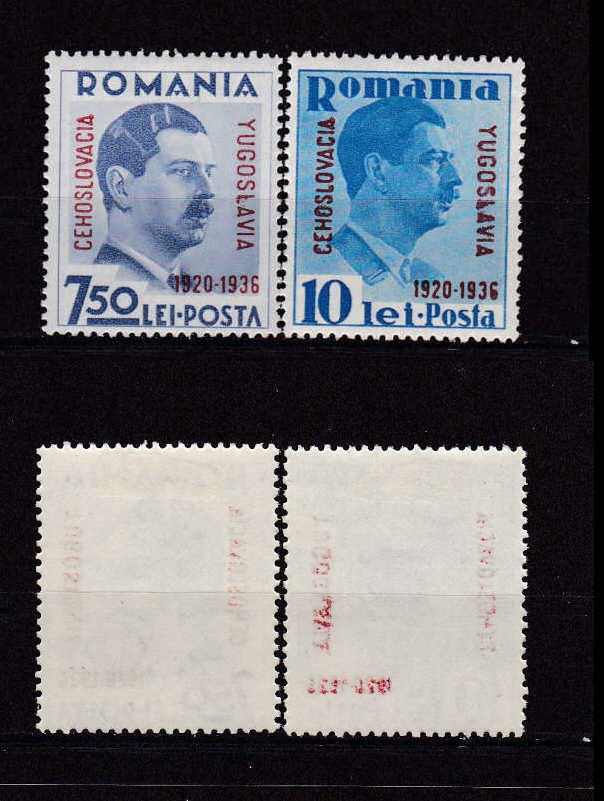 ROMANIA
CEHOSLOVACIA
YUGOSLAVIA
1920-1936
7.50 LEI·POSTA
Romania
CEHOSLOVACIA
YUGOSLAVIA
1920-1936
10 lei·Posta